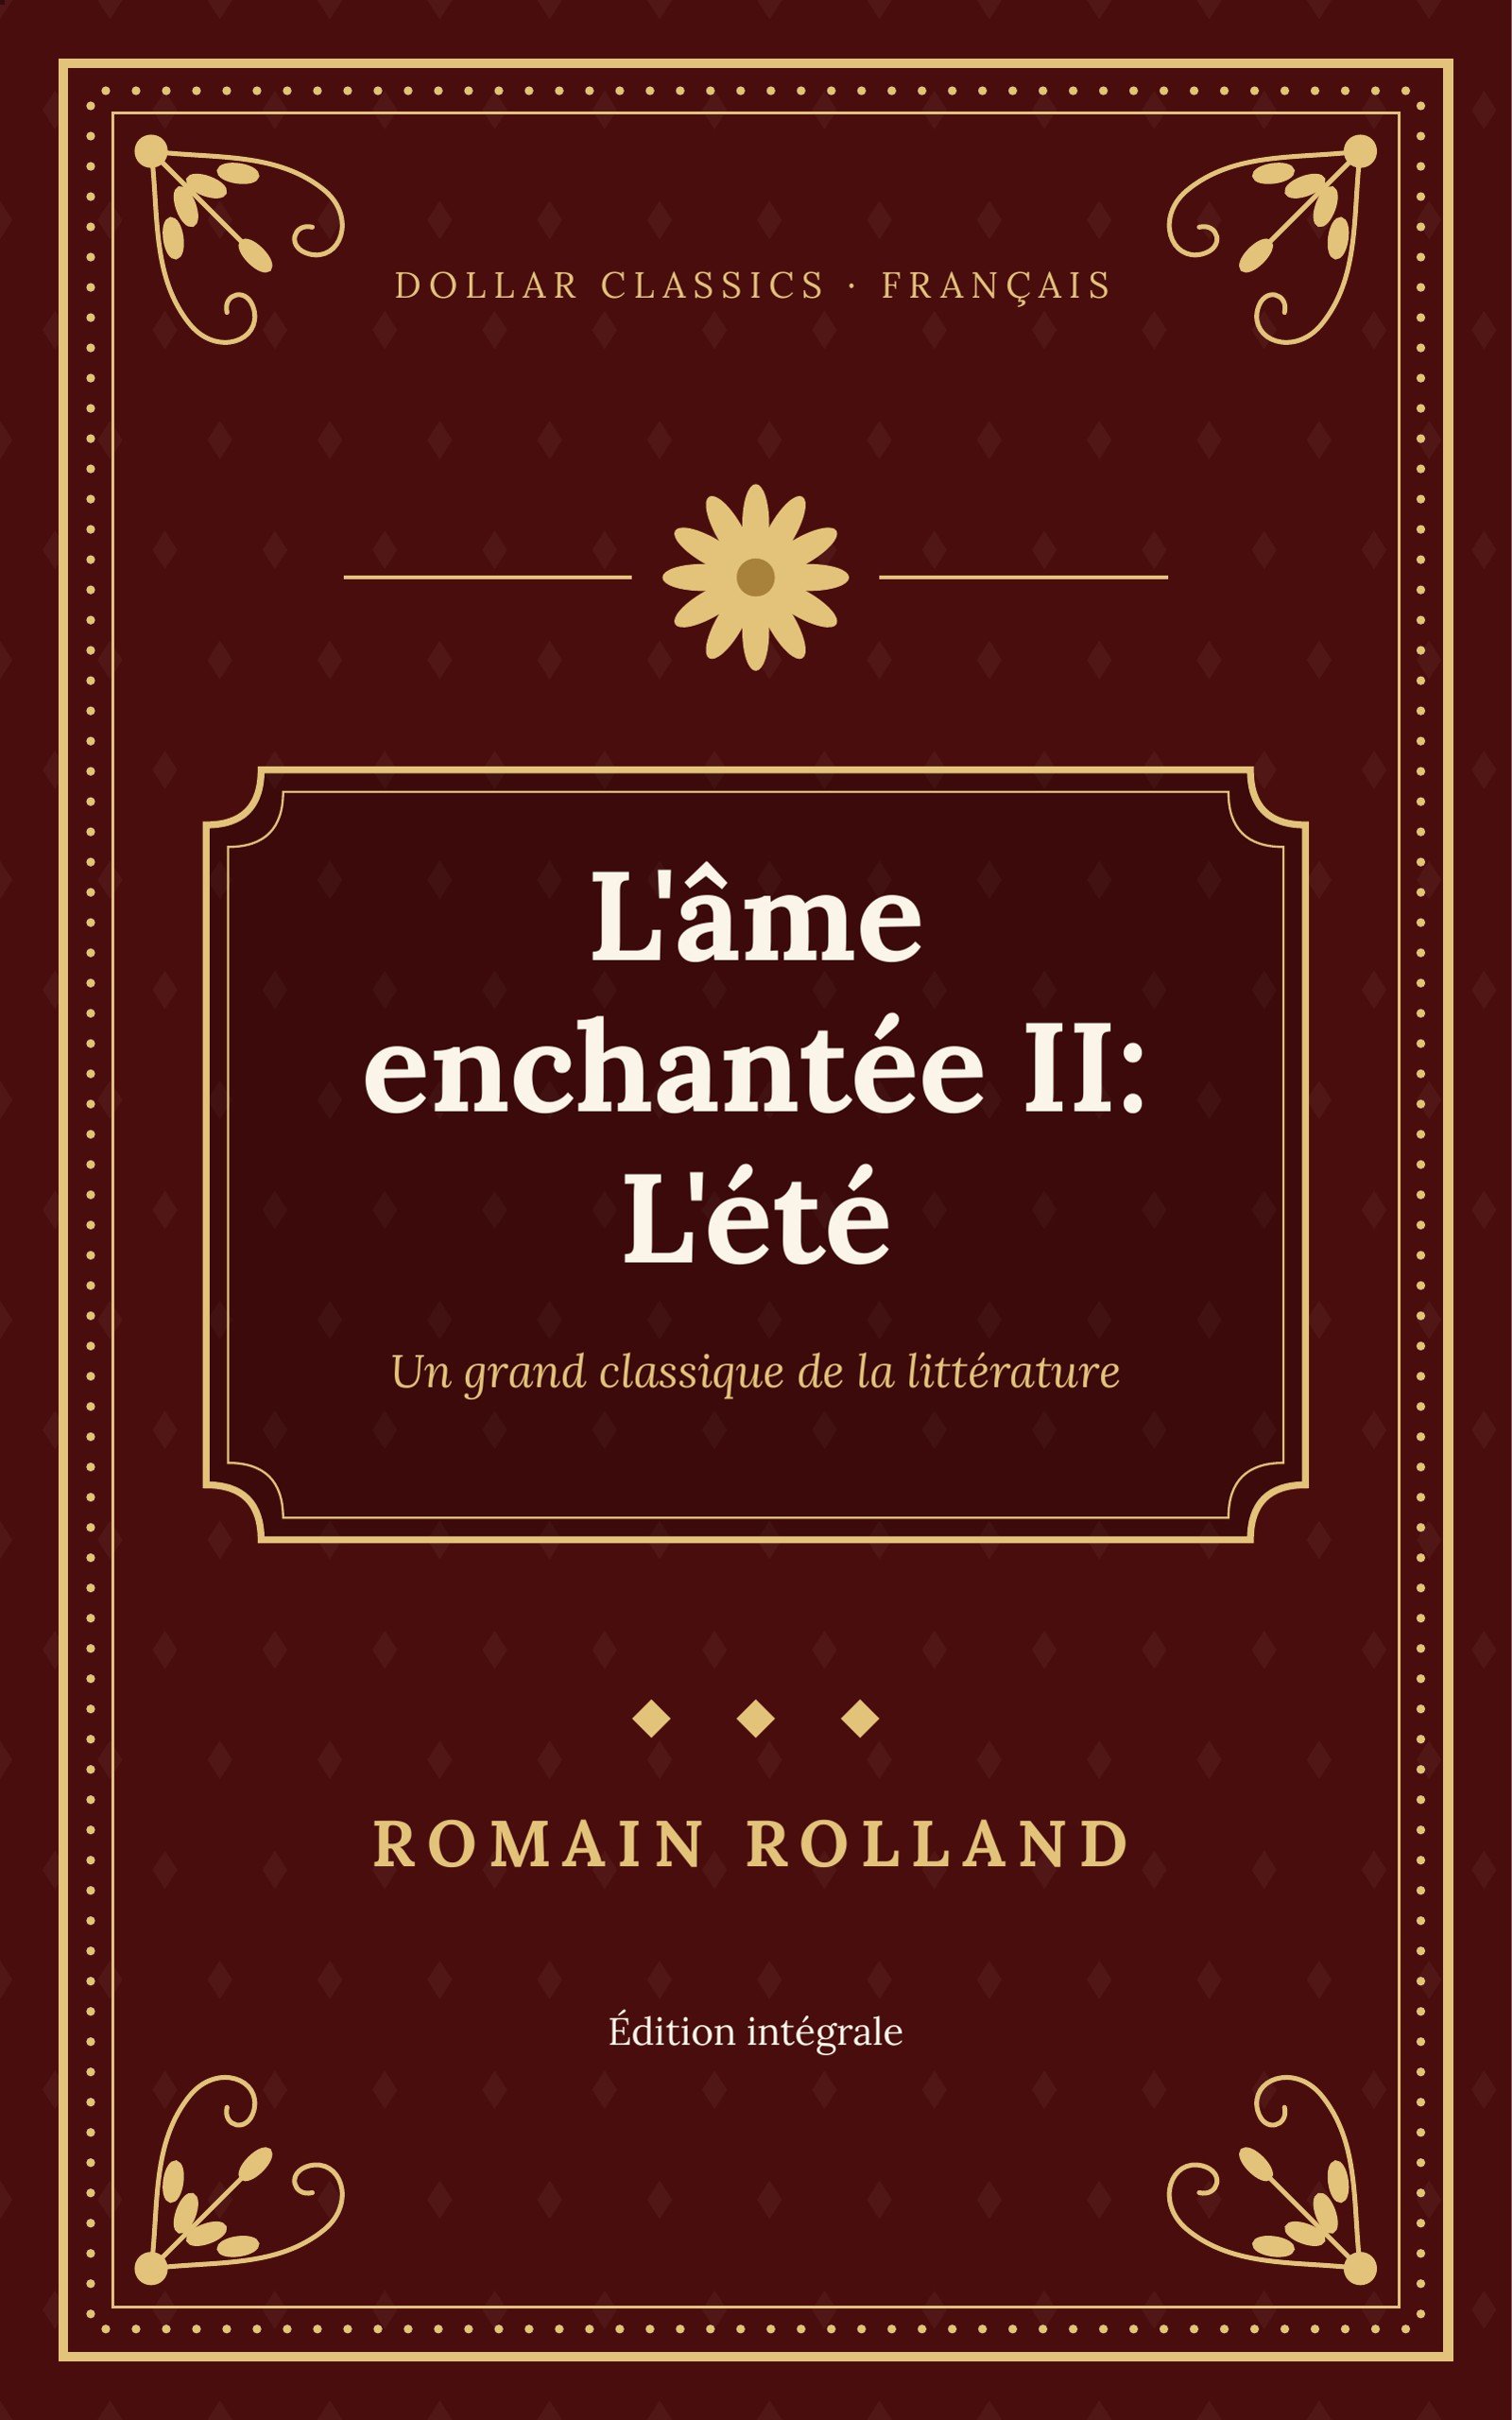 DOLLAR CLASSICS · FRANÇAIS
L'âme
enchantée II:
L'été
Un grand classique de la littérature
ROMAIN ROLLAND
Édition intégrale